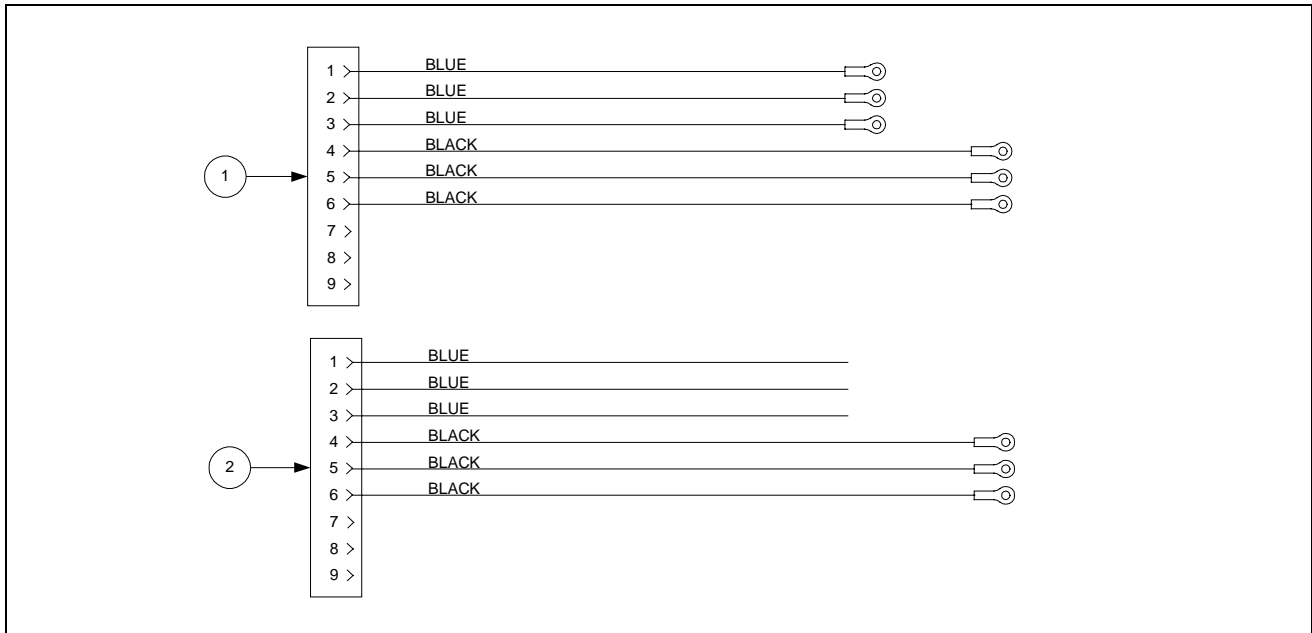 1 BLUE
2 BLUE
3 BLUE
4 BLACK
1
5 BLACK
6 BLACK
7
8
9
1 BLUE
2 BLUE
3 BLUE
4 BLACK
2
5 BLACK
6 BLACK
7
8
9